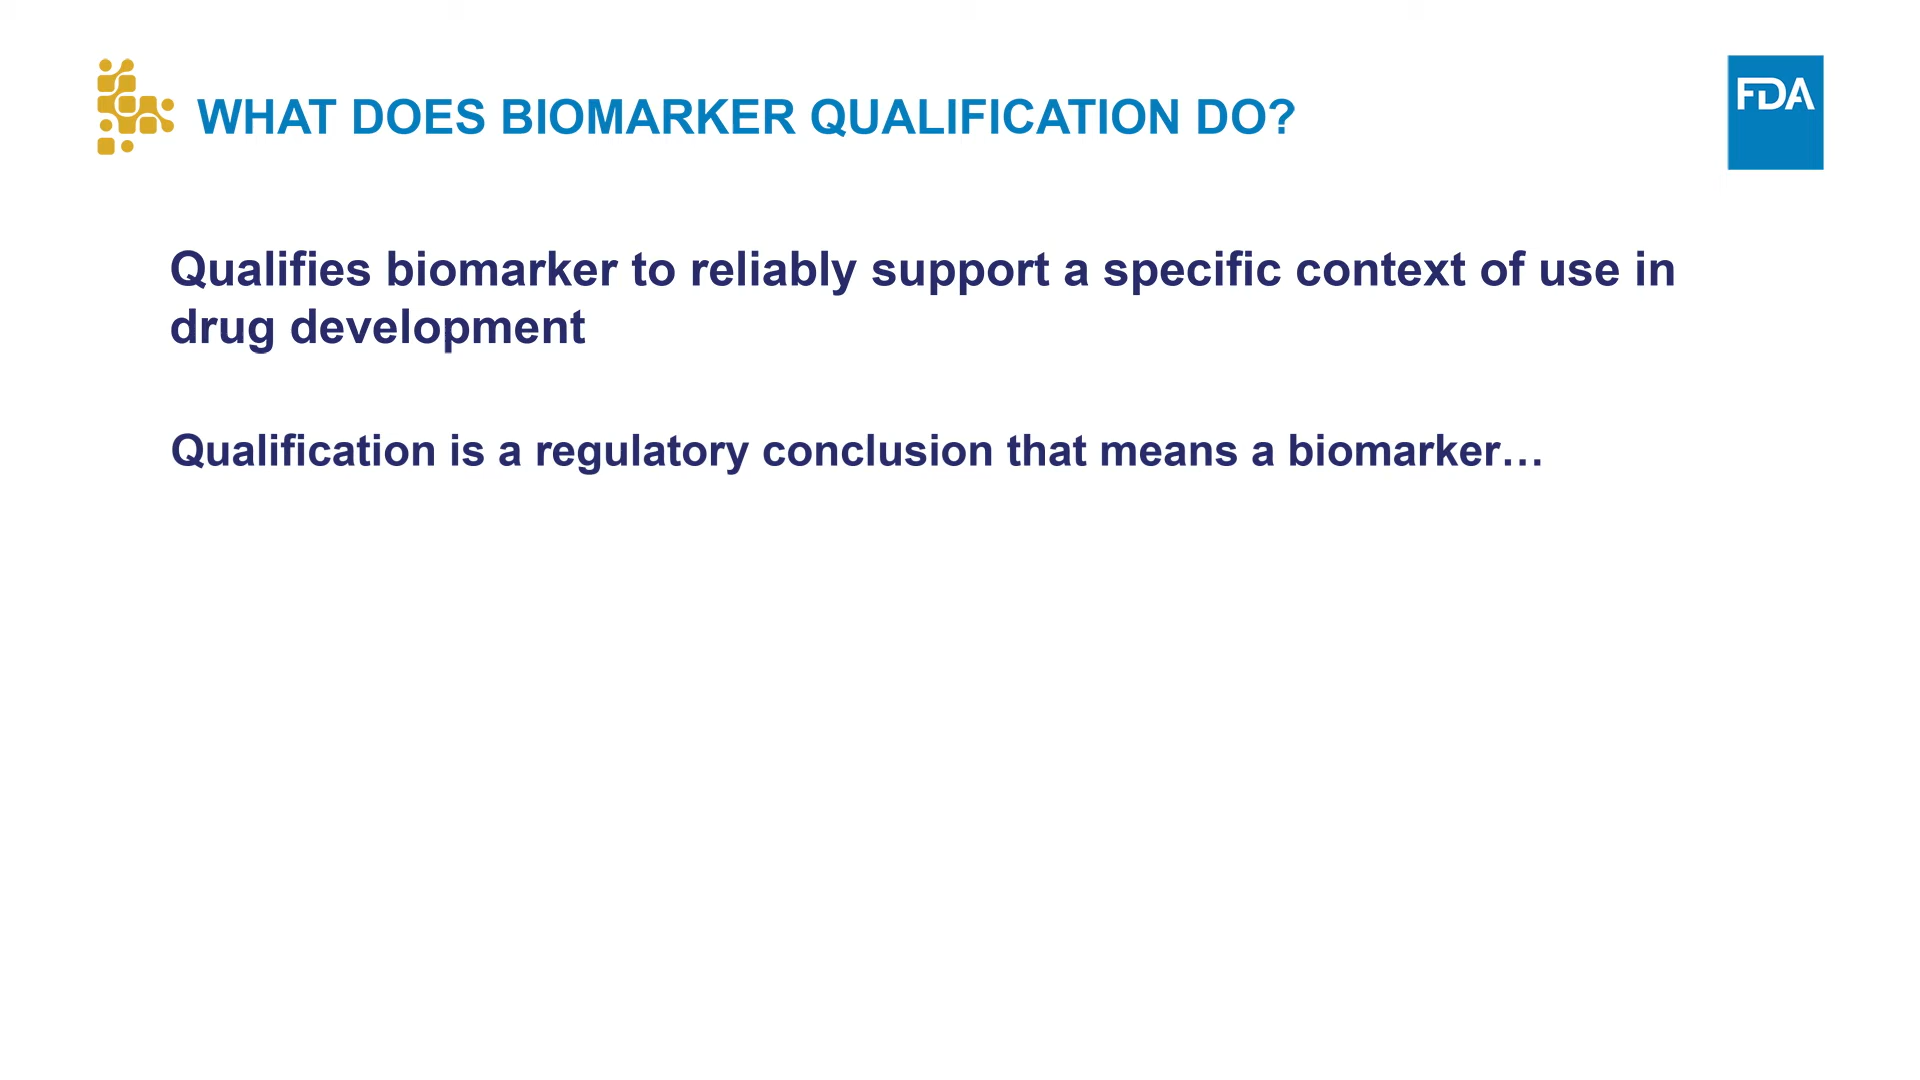 WHAT DOES BIOMARKER QUALIFICATION DO?
FDA
Qualifies biomarker to reliably support a specific context of use in
drug development
Qualification is a regulatory conclusion that means a biomarker…